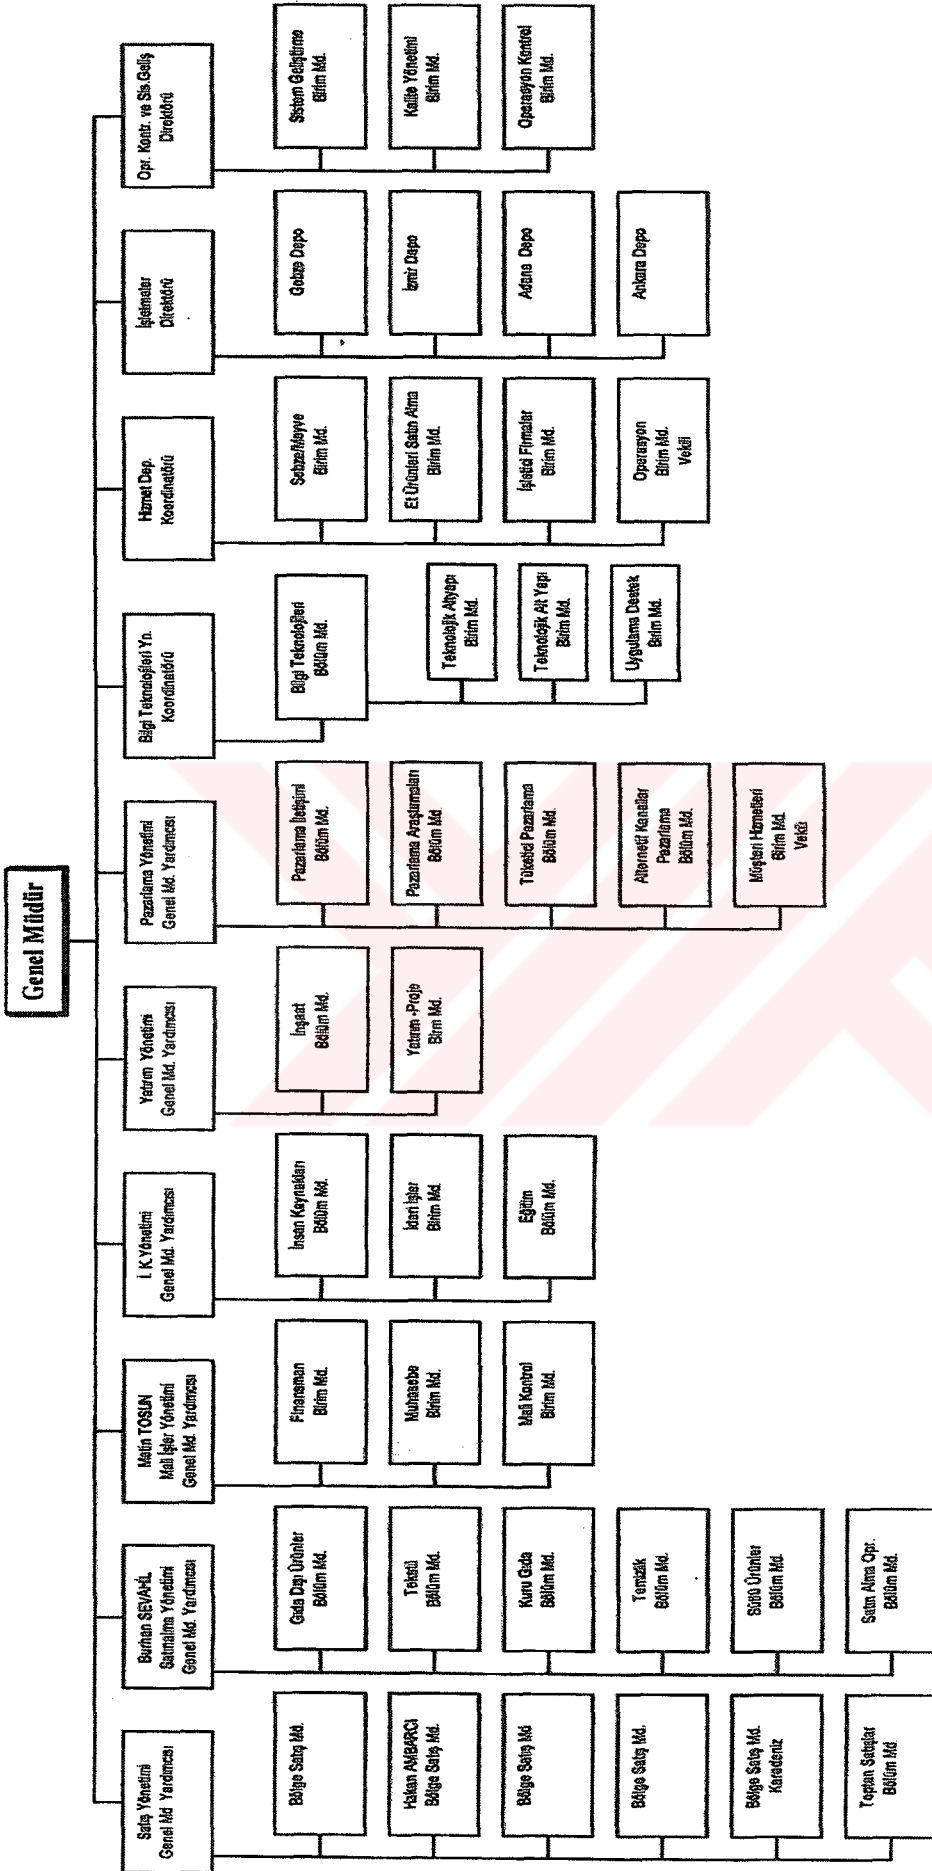 Genel Müdür
Satış Yönetimi
Genel Md Yardımcısı
Bölge Satış Md.
Hakan AMBARCI
Bölge Satış Md.
Bölge Satış Md
Bölge Satış Md.
Bölge Satış Md.
Karadeniz
Toptan Satışlar
Bölüm Md
Burhan SEVAHİL
Satınalma Yönetimi
Genel Md. Yardımcısı
Gıda Dışı Ürünler
Bölüm Md.
Tekstil
Bölüm Md.
Kuru Gıda
Bölüm Md.
Temizlik
Bölüm Md.
Sütlü Ürünler
Bölüm Md.
Satın Alma Opr.
Bölüm Md.
Metin TOSUN
Mali İşler Yönetimi
Genel Md. Yardımcısı
Finansman
Birim Md.
Muhasebe
Birim Md.
Mali Kontrol
Birim Md.
İ. K.Yönetimi
Genel Md. Yardımcısı
İnsan Kaynakları
Bölüm Md.
İdari İşler
Birim Md.
Eğitim
Bölüm Md.
Yatırım Yönetimi
Genel Md. Yardımcısı
İnşaat
Bölüm Md.
Yatırım -Proje
Birm Md.
Pazarlama Yönetimi
Genel Md. Yardımcısı
Pazarlama İletişimi
Bölüm Md.
Pazarlama Araştırmaları
Bölüm Md.
Tüketici Pazarlama
Bölüm Md.
Alternetif Kanallar
Pazarlama
Bölüm Md.
Müşteri Hizmetleri
Birim Md.
Vekili
Bilgi Teknolojileri Yn.
Koordinatörü
Bilgi Teknolojileri
Bölüm Md.
Teknolojik Altyapı
Birim Md.
Teknolojik Alt Yapı
Birim Md.
Uygulama Destek
Birim Md.
Hizmet Dep.
Koordinatörü
Sebze/Meyve
Birim Md.
Et Ürünleri Satın Alma
Birim Md.
İşletici Firmalar
Birim Md.
Operasyon
Birim Md.
Vekili
İşletmeler
Direktörü
Gebze Depo
İzmir Depo
Adana Depo
Ankara Depo
Opr. Kontr. ve Sis.Geliş
Direktörü
Sistem Geliştirme
Birim Md.
Kalite Yönetimi
Birim Md.
Operasyon Kontrol
Birim Md.